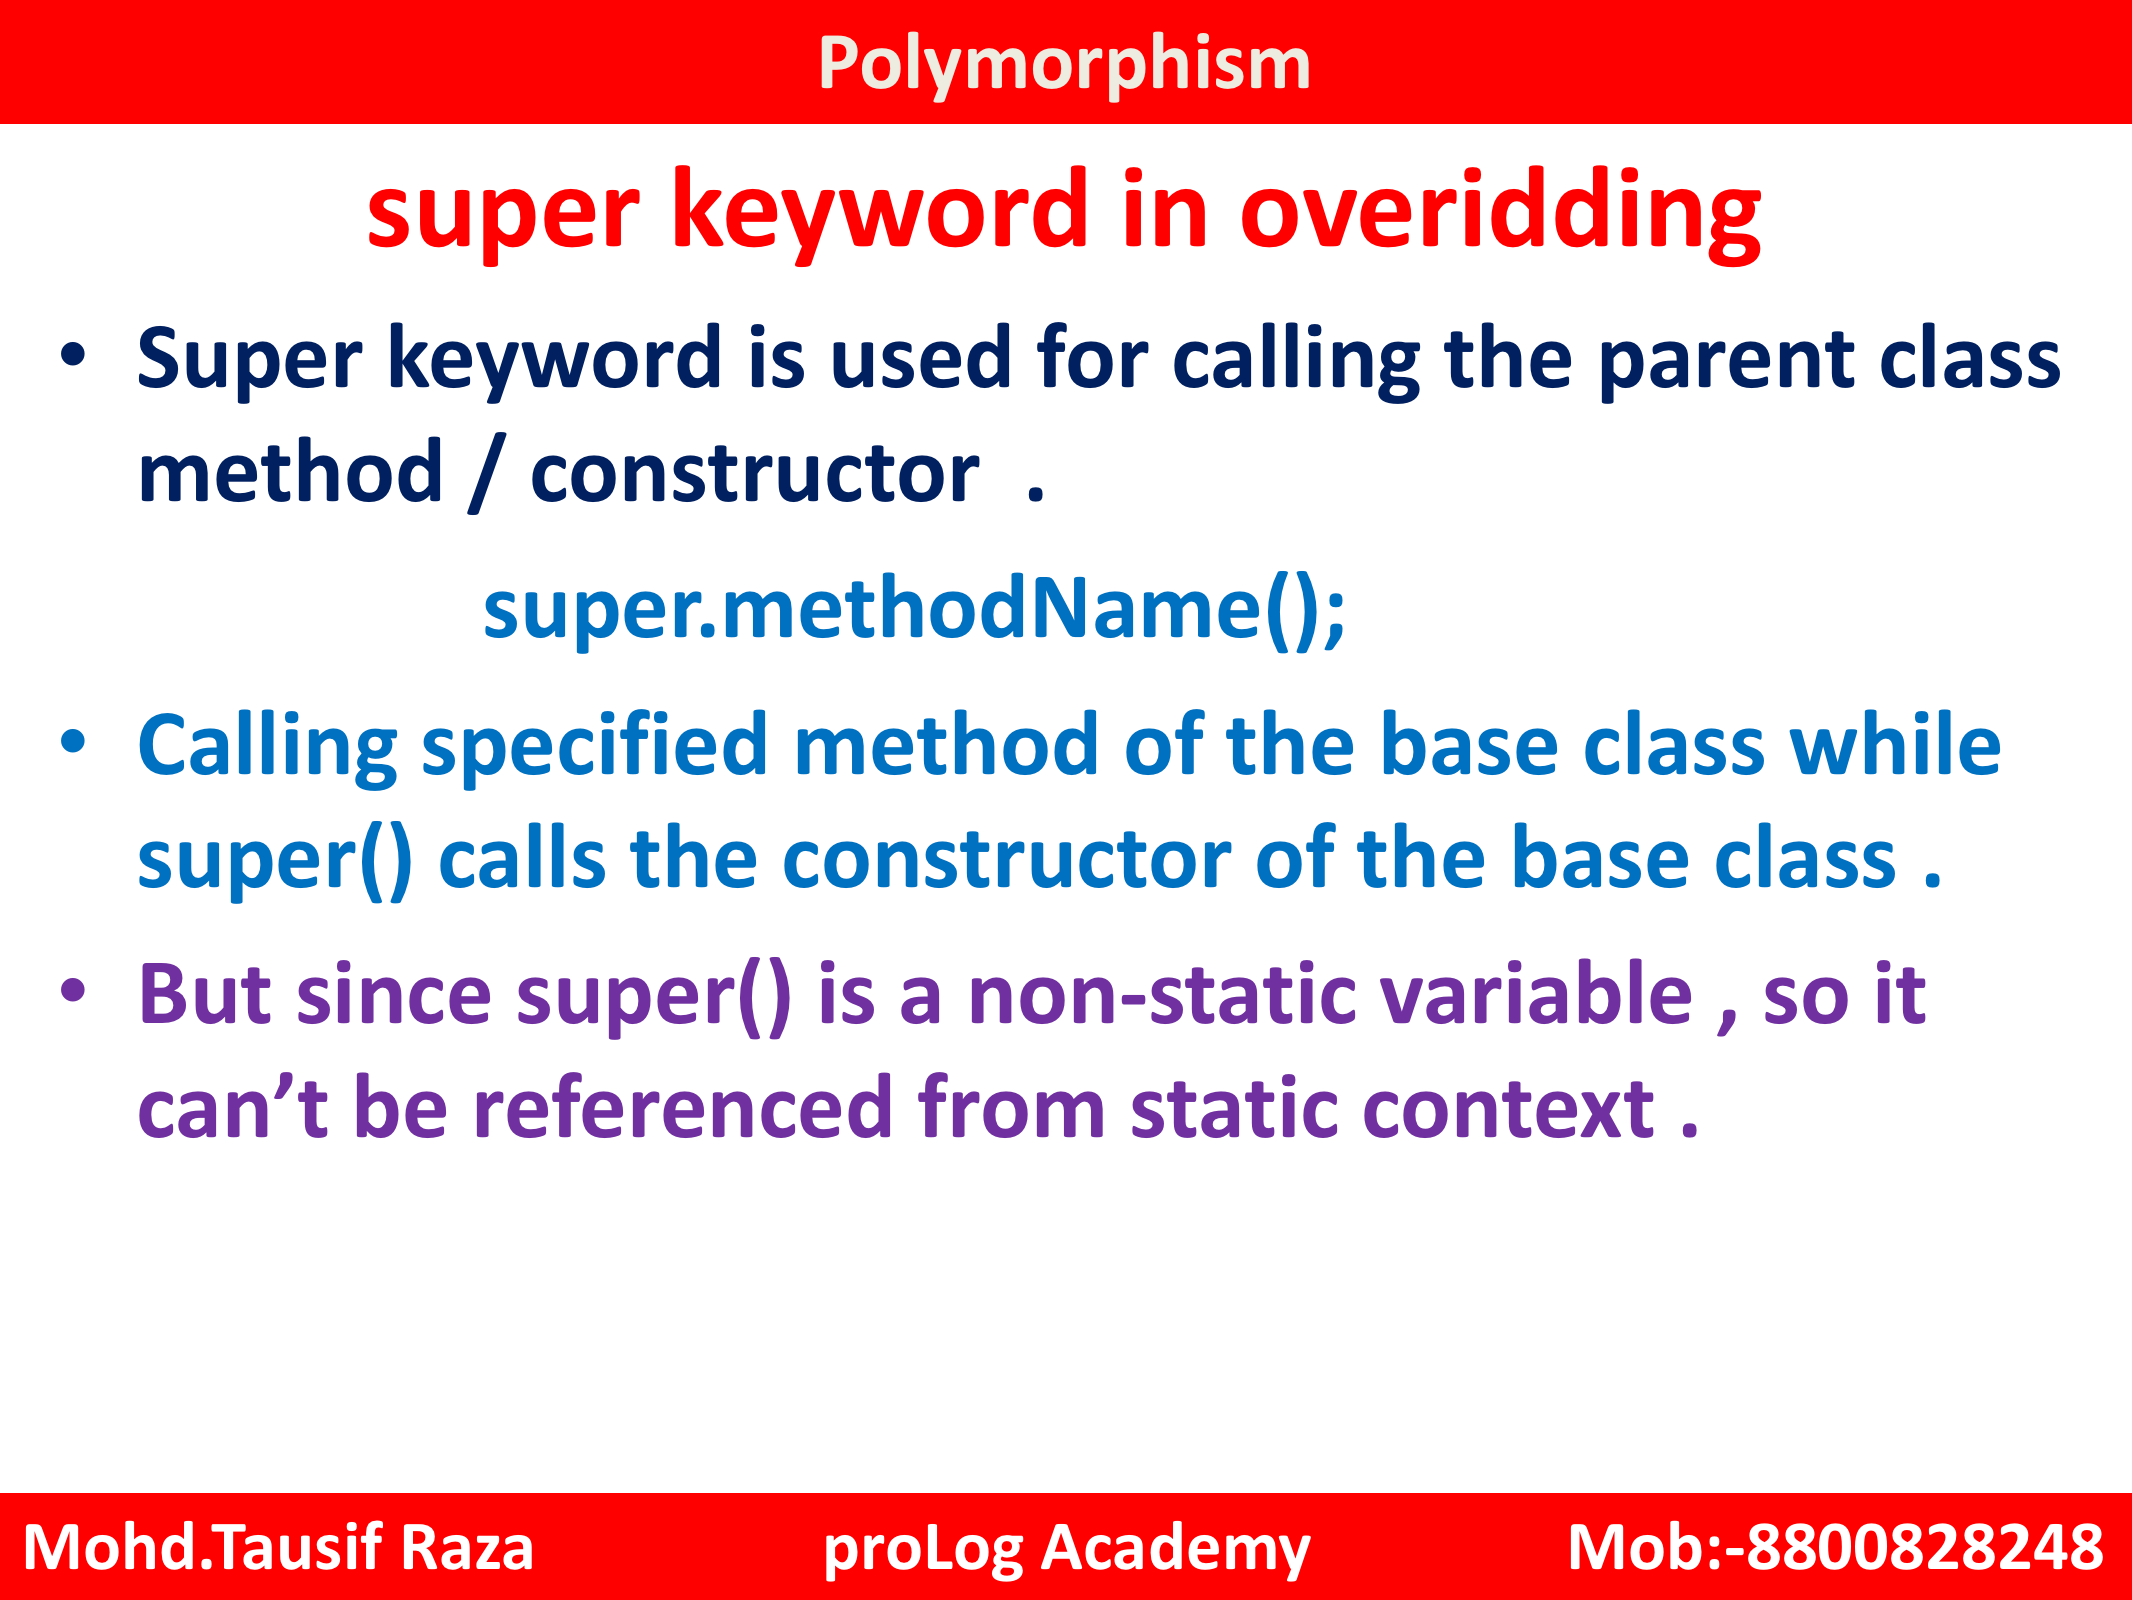 Polymorphism
super keyword in overidding
• Super keyword is used for calling the parent class
method / constructor  .
super.methodName();
• Calling specified method of the base class while
super() calls the constructor of the base class .
• But since super() is a non-static variable , so it
can’t be referenced from static context .
Mohd.Tausif Raza proLog Academy Mob:-8800828248